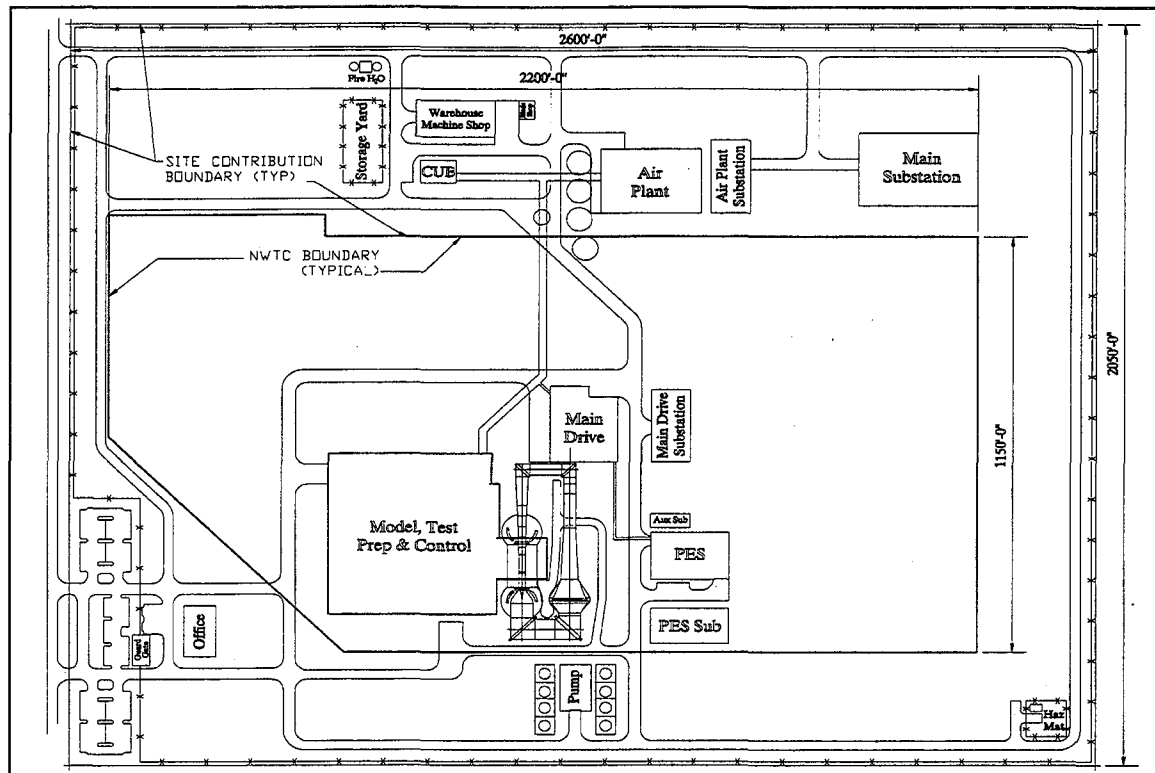 2600'-0"
2200'-0"
Fire H₂O
Storage Yard
Warehouse
Machine Shop
CUB
Air
Plant
Air Plant
Substation
Main
Substation
SITE CONTRIBUTION
BOUNDARY (TYP)
NWTC BOUNDARY
(TYPICAL)
2050'-0"
1150'-0"
Main
Drive
Main Drive
Substation
Model, Test
Prep & Control
Aux Sub
PES
PES Sub
Office
Guard
Gate
Pump
Haz
Mat